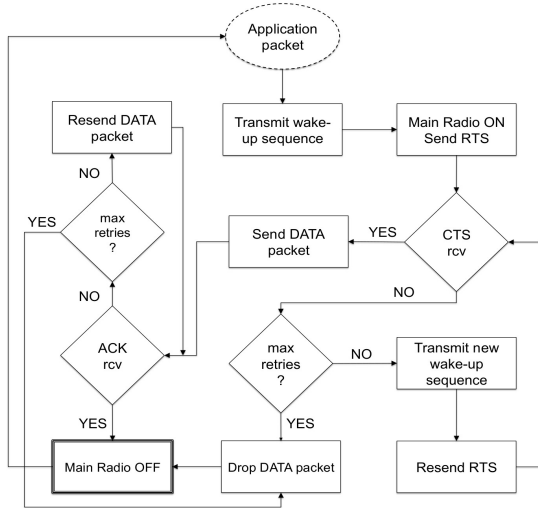 Application
packet
Resend DATA
packet
Transmit wake-
up sequence
Main Radio ON
Send RTS
NO
YES
max
retries
?
Send DATA
packet
YES
CTS
rcv
NO
NO
ACK
rcv
max
retries
?
NO
Transmit new
wake-up
sequence
YES
YES
Main Radio OFF
Drop DATA packet
Resend RTS